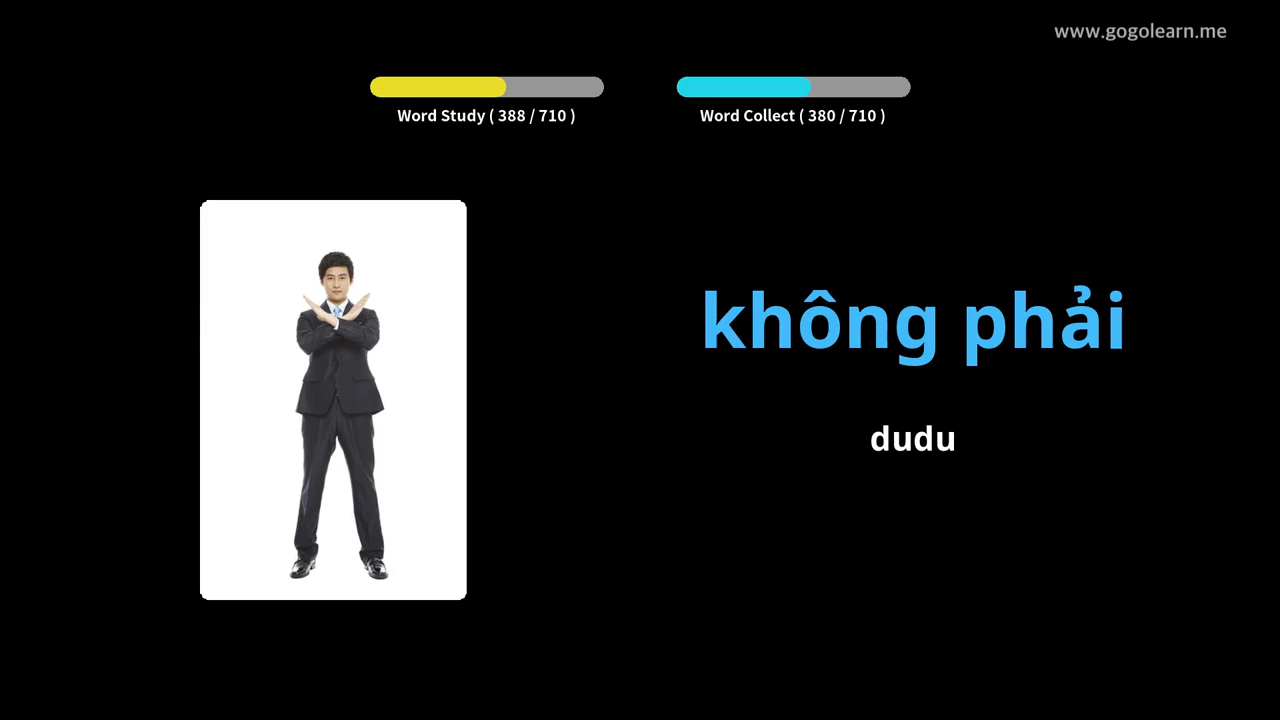 www.gogolearn.me
Word Study ( 388 / 710 )
Word Collect ( 380 / 710 )
không phải
dudu